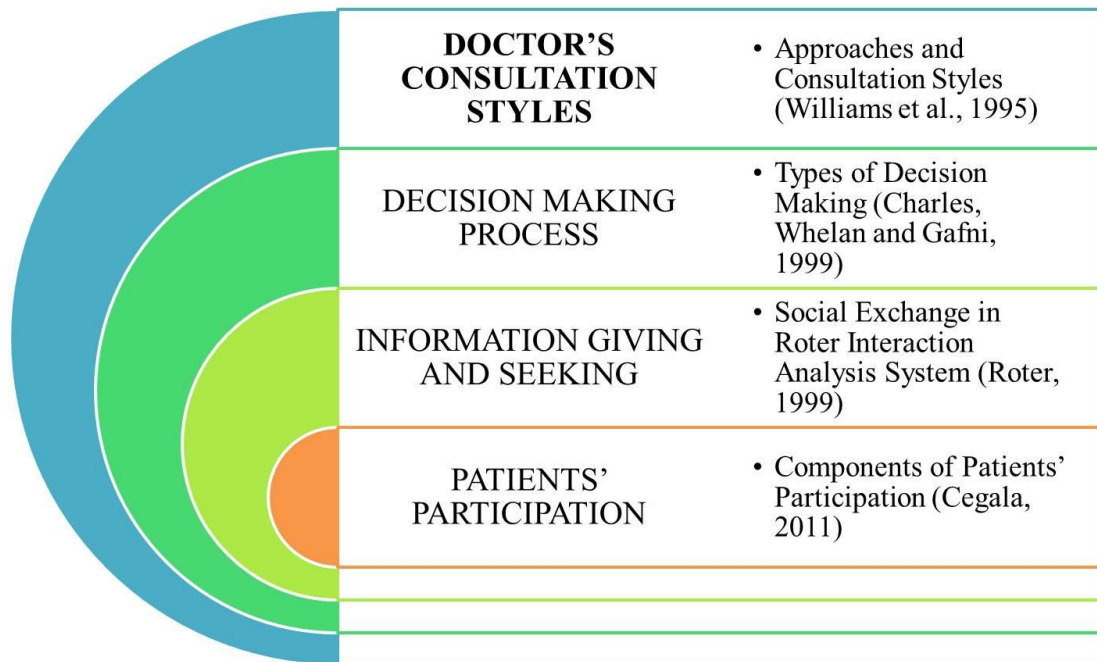 DOCTOR’S
CONSULTATION
STYLES
• Approaches and
Consultation Styles
(Williams et al., 1995)
DECISION MAKING
PROCESS
• Types of Decision
Making (Charles,
Whelan and Gafni,
1999)
INFORMATION GIVING
AND SEEKING
• Social Exchange in
Roter Interaction
Analysis System (Roter,
1999)
PATIENTS’
PARTICIPATION
• Components of Patients’
Participation (Cegala,
2011)